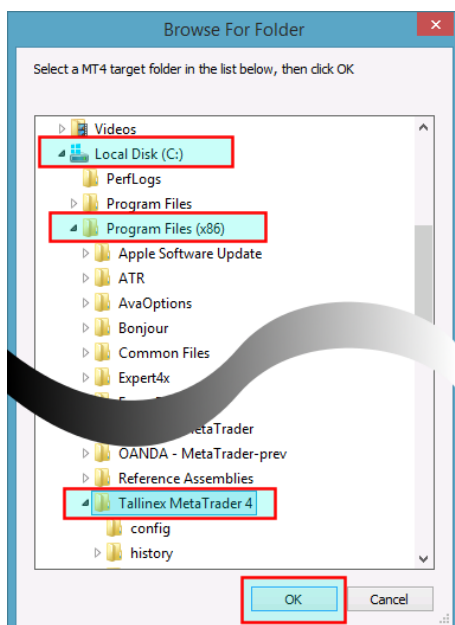 Browse For Folder
Select a MT4 target folder in the list below, then click OK
Videos
Local Disk (C:)
PerfLogs
Program Files
Program Files (x86)
Apple Software Update
ATR
AvaOptions
Bonjour
Common Files
Expert4x
MetaTrader
OANDA - MetaTrader-prev
Reference Assemblies
Tallinex MetaTrader 4
config
history
OK
Cancel